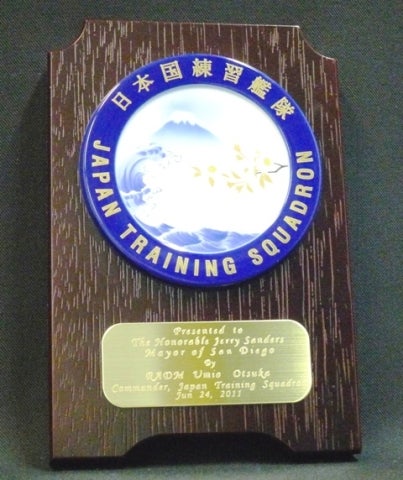 日本国練習艦隊
JAPAN TRAINING SQUADRON
Presented to
The Honorable Jerry Sanders
Mayor of San Diego
By
RADM Umio Otsuka
Commander, Japan Training Squadron
Jun 24, 2011